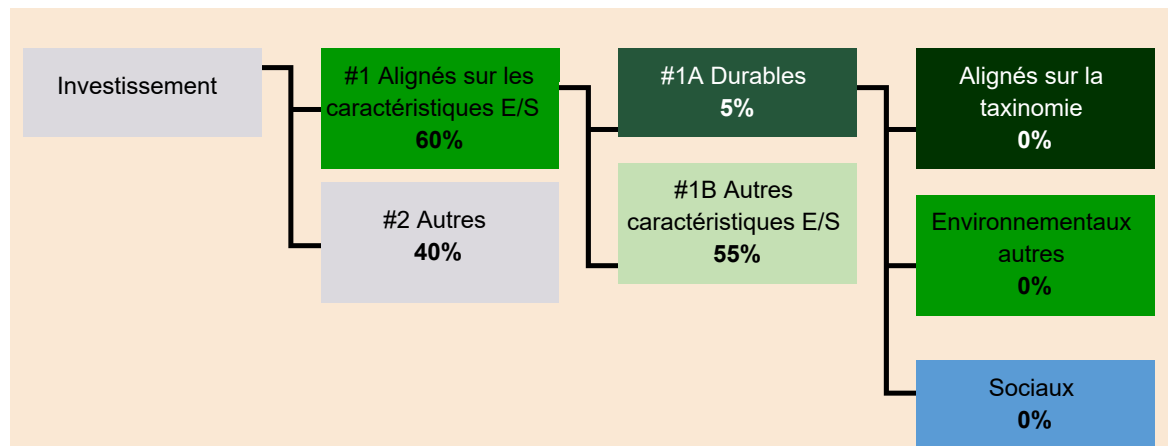 Investissement
#1 Alignés sur les
caractéristiques E/S
60%
#2 Autres
40%
#1A Durables
5%
#1B Autres
caractéristiques E/S
55%
Alignés sur la
taxinomie
0%
Environnementaux
autres
0%
Sociaux
0%